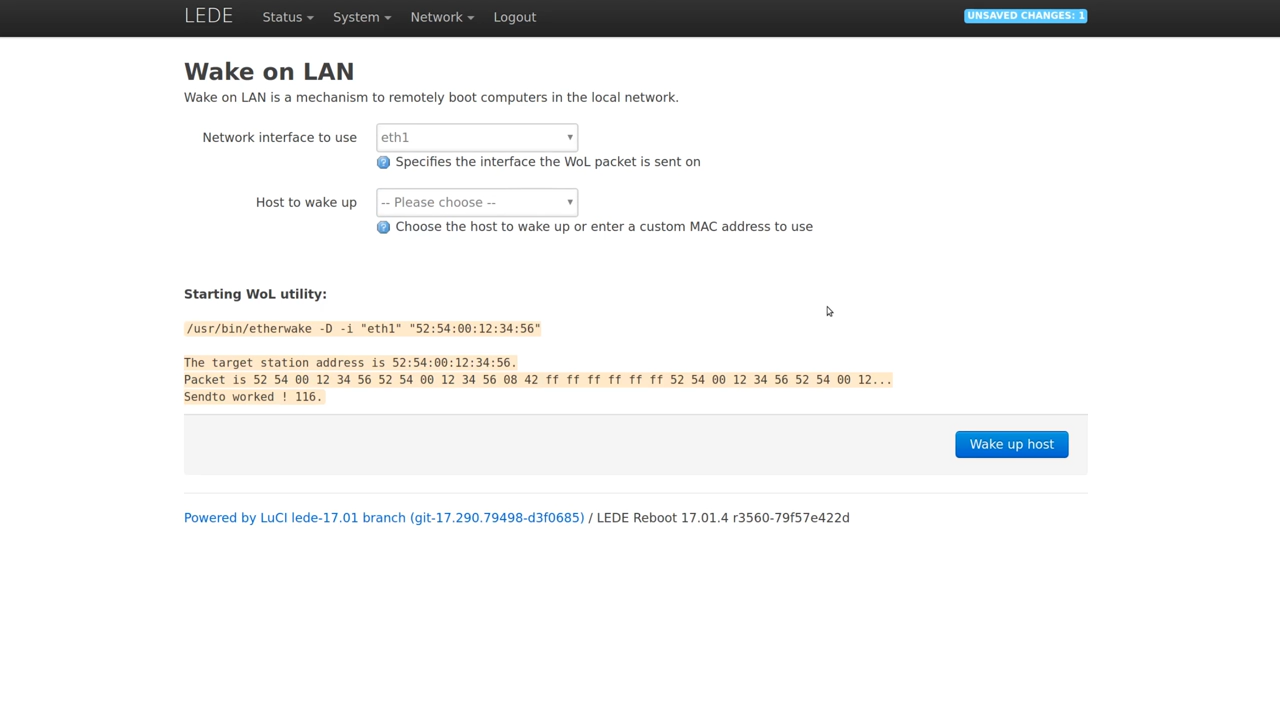 LEDE Status System Network Logout UNSAVED CHANGES: 1
Wake on LAN
Wake on LAN is a mechanism to remotely boot computers in the local network.
Network interface to use eth1
Specifies the interface the WoL packet is sent on
Host to wake up -- Please choose --
Choose the host to wake up or enter a custom MAC address to use
Starting WoL utility:
/usr/bin/etherwake -D -i "eth1" "52:54:00:12:34:56"
The target station address is 52:54:00:12:34:56.
Packet is 52 54 00 12 34 56 52 54 00 12 34 56 08 42 ff ff ff ff ff ff 52 54 00 12 34 56 52 54 00 12...
Sendto worked ! 116.
Wake up host
Powered by LuCI lede-17.01 branch (git-17.290.79498-d3f0685) / LEDE Reboot 17.01.4 r3560-79f57e422d